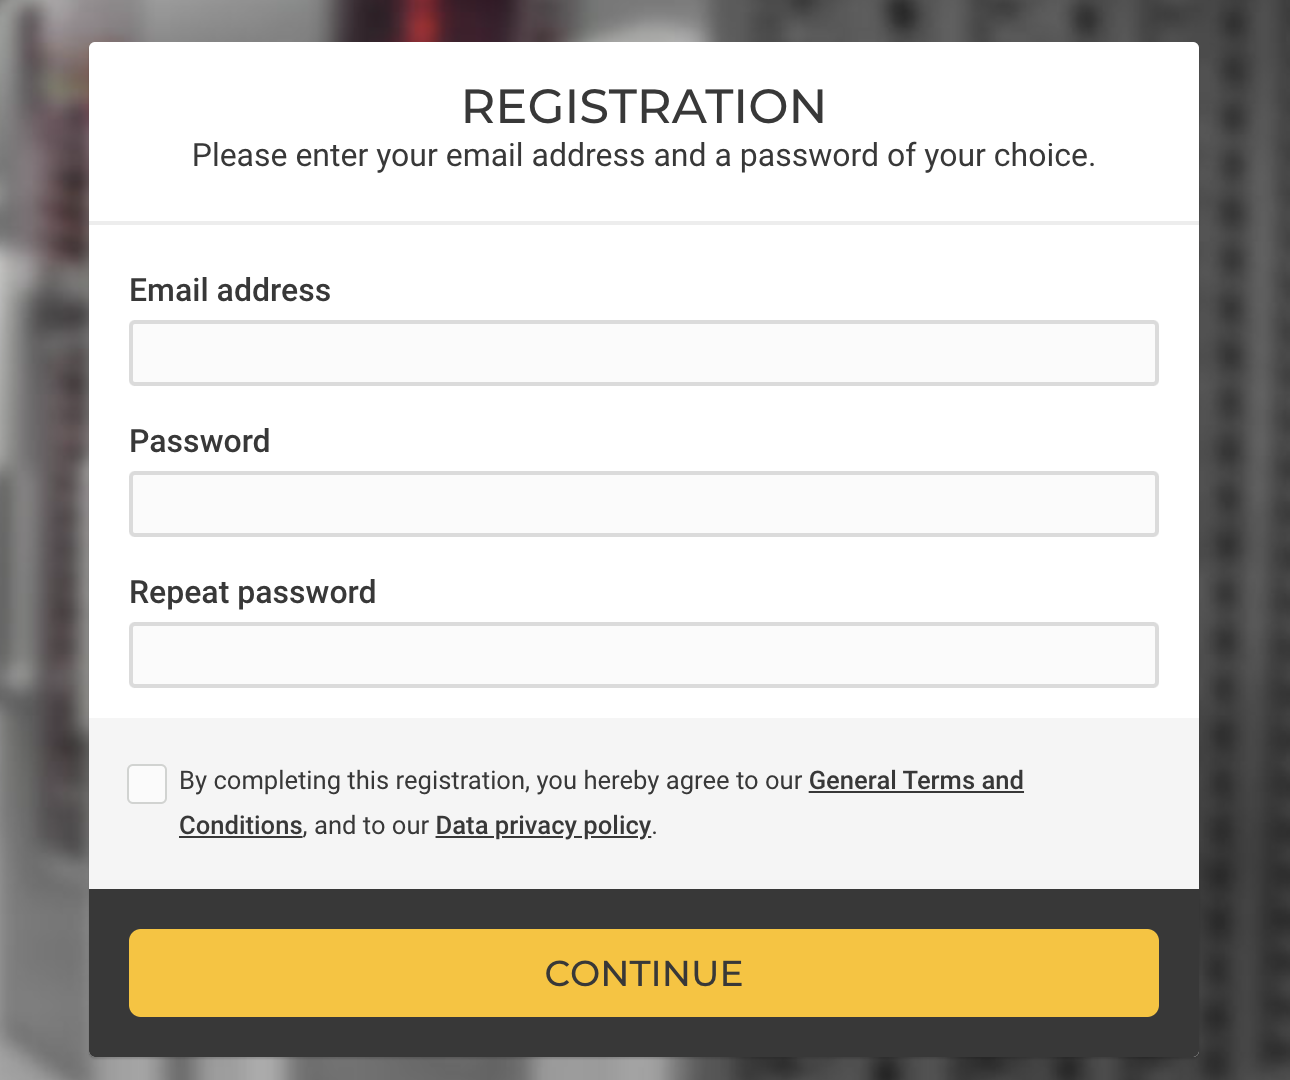 REGISTRATION
Please enter your email address and a password of your choice.
Email address
Password
Repeat password
By completing this registration, you hereby agree to our General Terms and
Conditions, and to our Data privacy policy.
CONTINUE